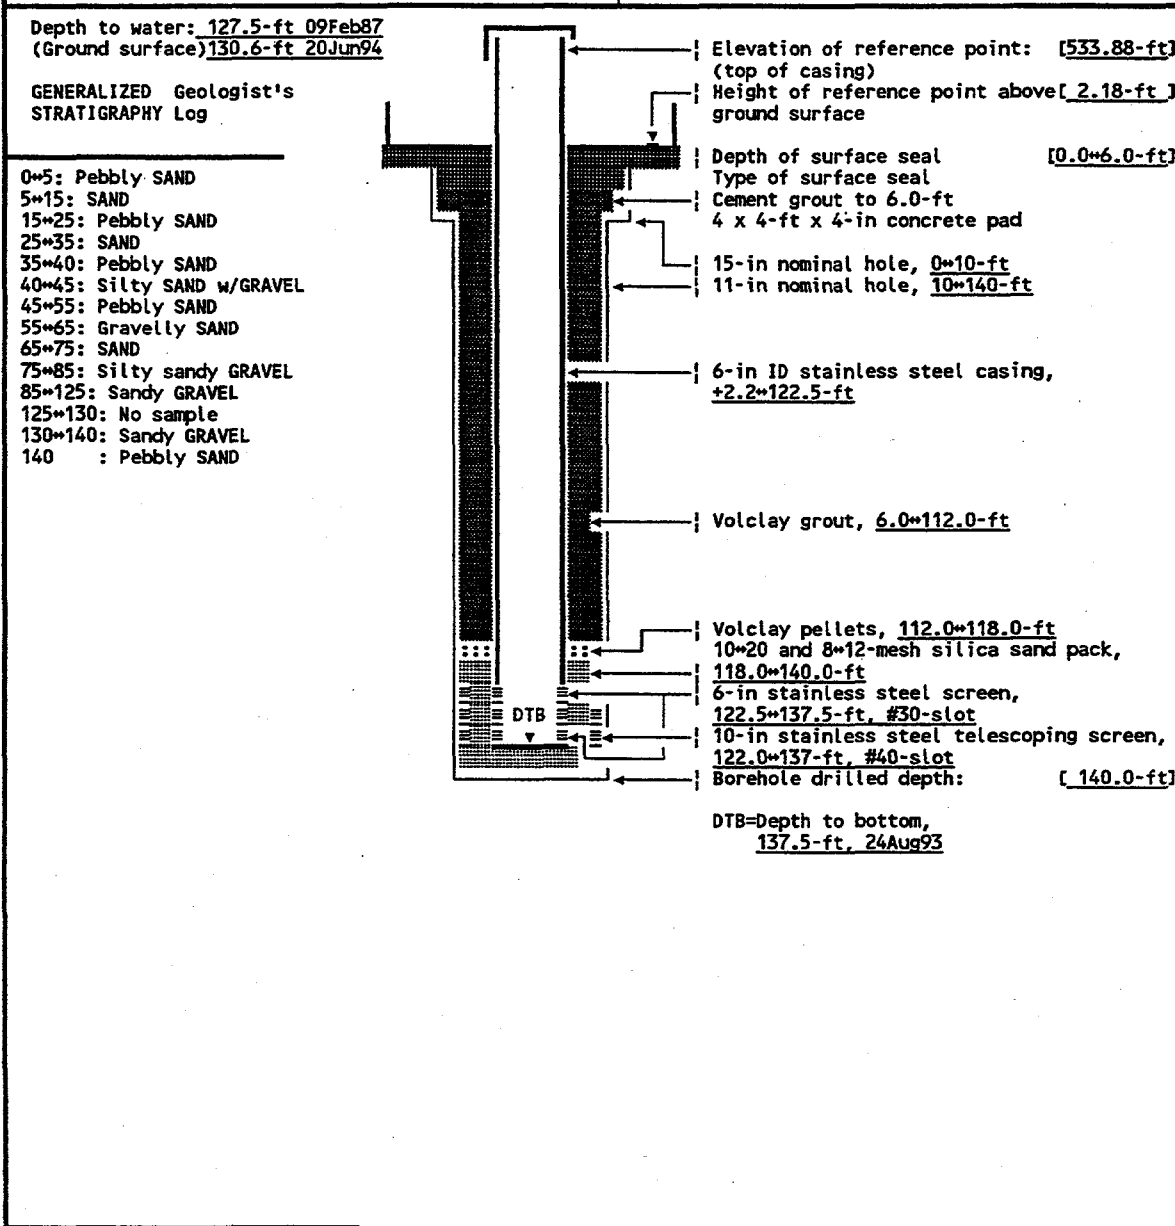 Depth to water: 127.5-ft 09Feb87
(Ground surface)130.6-ft 20Jun94
GENERALIZED Geologist's
STRATIGRAPHY Log
0↔5: Pebbly SAND
5↔15: SAND
15↔25: Pebbly SAND
25↔35: SAND
35↔40: Pebbly SAND
40↔45: Silty SAND w/GRAVEL
45↔55: Pebbly SAND
55↔65: Gravelly SAND
65↔75: SAND
75↔85: Silty sandy GRAVEL
85↔125: Sandy GRAVEL
125↔130: No sample
130↔140: Sandy GRAVEL
140 : Pebbly SAND
DTB
Elevation of reference point: [533.88-ft]
(top of casing)
Height of reference point above[ 2.18-ft ]
ground surface
Depth of surface seal [0.0↔6.0-ft]
Type of surface seal
Cement grout to 6.0-ft
4 x 4-ft x 4-in concrete pad
15-in nominal hole, 0↔10-ft
11-in nominal hole, 10↔140-ft
6-in ID stainless steel casing,
+2.2↔122.5-ft
Volclay grout, 6.0↔112.0-ft
Volclay pellets, 112.0↔118.0-ft
10↔20 and 8↔12-mesh silica sand pack,
118.0↔140.0-ft
6-in stainless steel screen,
122.5↔137.5-ft, #30-slot
10-in stainless steel telescoping screen,
122.0↔137-ft, #40-slot
Borehole drilled depth: [ 140.0-ft]
DTB=Depth to bottom,
137.5-ft, 24Aug93